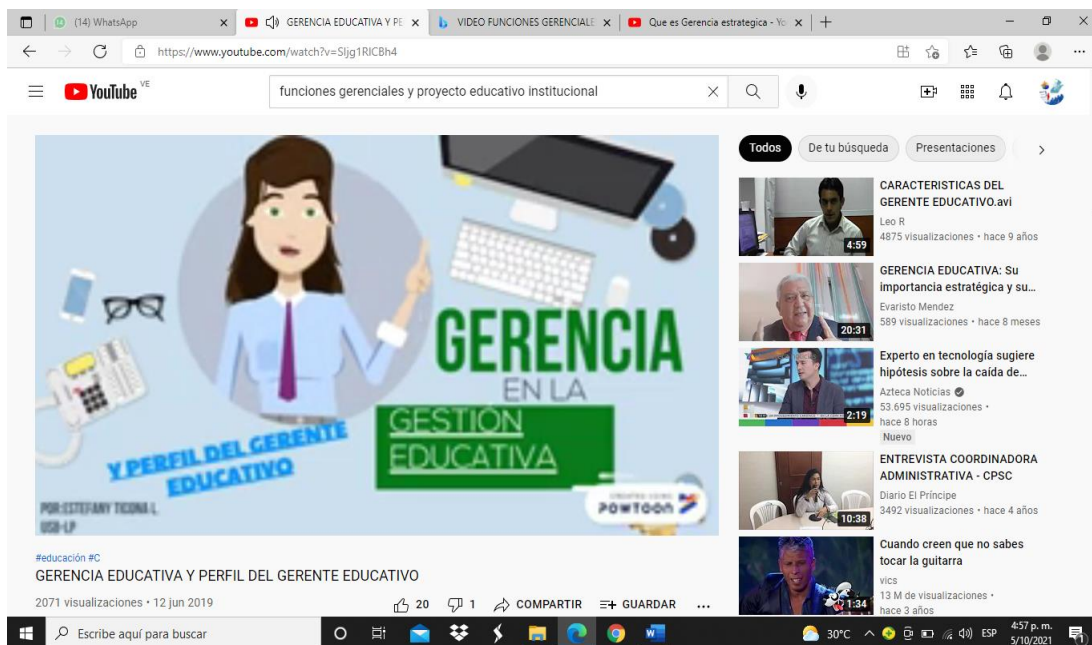 (14) WhatsApp
GERENCIA EDUCATIVA Y PE
VIDEO FUNCIONES GERENCIALE
Que es Gerencia estrategica - Yo
https://www.youtube.com/watch?v=SIjg1RICBh4
YouTube VE
funciones gerenciales y proyecto educativo institucional
GERENCIA
EN LA
GESTIÓN
EDUCATIVA
Y PERFIL DEL GERENTE
EDUCATIVO
POR:ESTEFANY TICONA L.
USB-LP
POWTOON
#educación #C
GERENCIA EDUCATIVA Y PERFIL DEL GERENTE EDUCATIVO
2071 visualizaciones • 12 jun 2019
20
1
COMPARTIR
GUARDAR
Todos
De tu búsqueda
Presentaciones
4:59
CARACTERISTICAS DEL
GERENTE EDUCATIVO.avi
Leo R
4875 visualizaciones • hace 9 años
20:31
GERENCIA EDUCATIVA: Su
importancia estratégica y su...
Evaristo Mendez
589 visualizaciones • hace 8 meses
2:19
Experto en tecnología sugiere
hipótesis sobre la caída de...
Azteca Noticias
53.695 visualizaciones •
hace 8 horas
Nuevo
10:38
ENTREVISTA COORDINADORA
ADMINISTRATIVA - CPSC
Diario El Príncipe
3492 visualizaciones • hace 4 años
1:34
Cuando creen que no sabes
tocar la guitarra
vics
13 M de visualizaciones •
hace 3 años
Escribe aquí para buscar
30°C
ESP
4:57 p. m.
5/10/2021